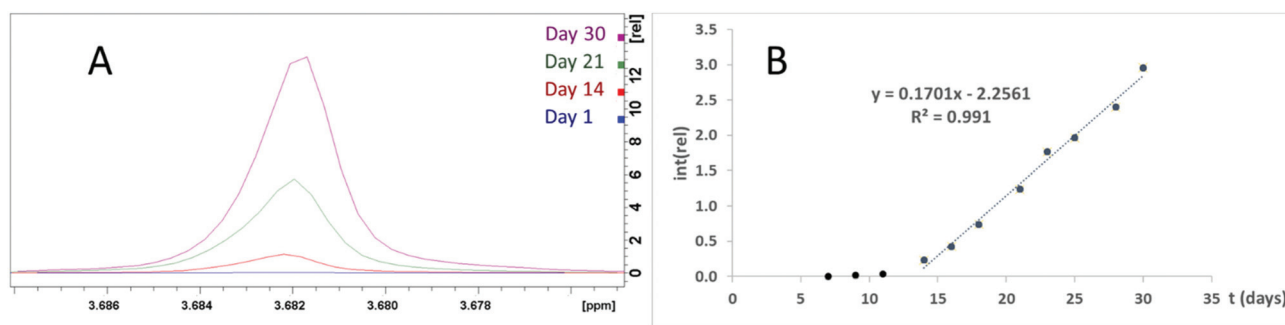 A
Day 30
Day 21
Day 14
Day 1
[rel]
12
10
8
6
4
2
0
3.686
3.684
3.682
3.680
3.678
[ppm]
B
y = 0.1701x - 2.2561
R² = 0.991
int(rel)
3.5
3.0
2.5
2.0
1.5
1.0
0.5
0.0
0
5
10
15
20
25
30
35
t (days)